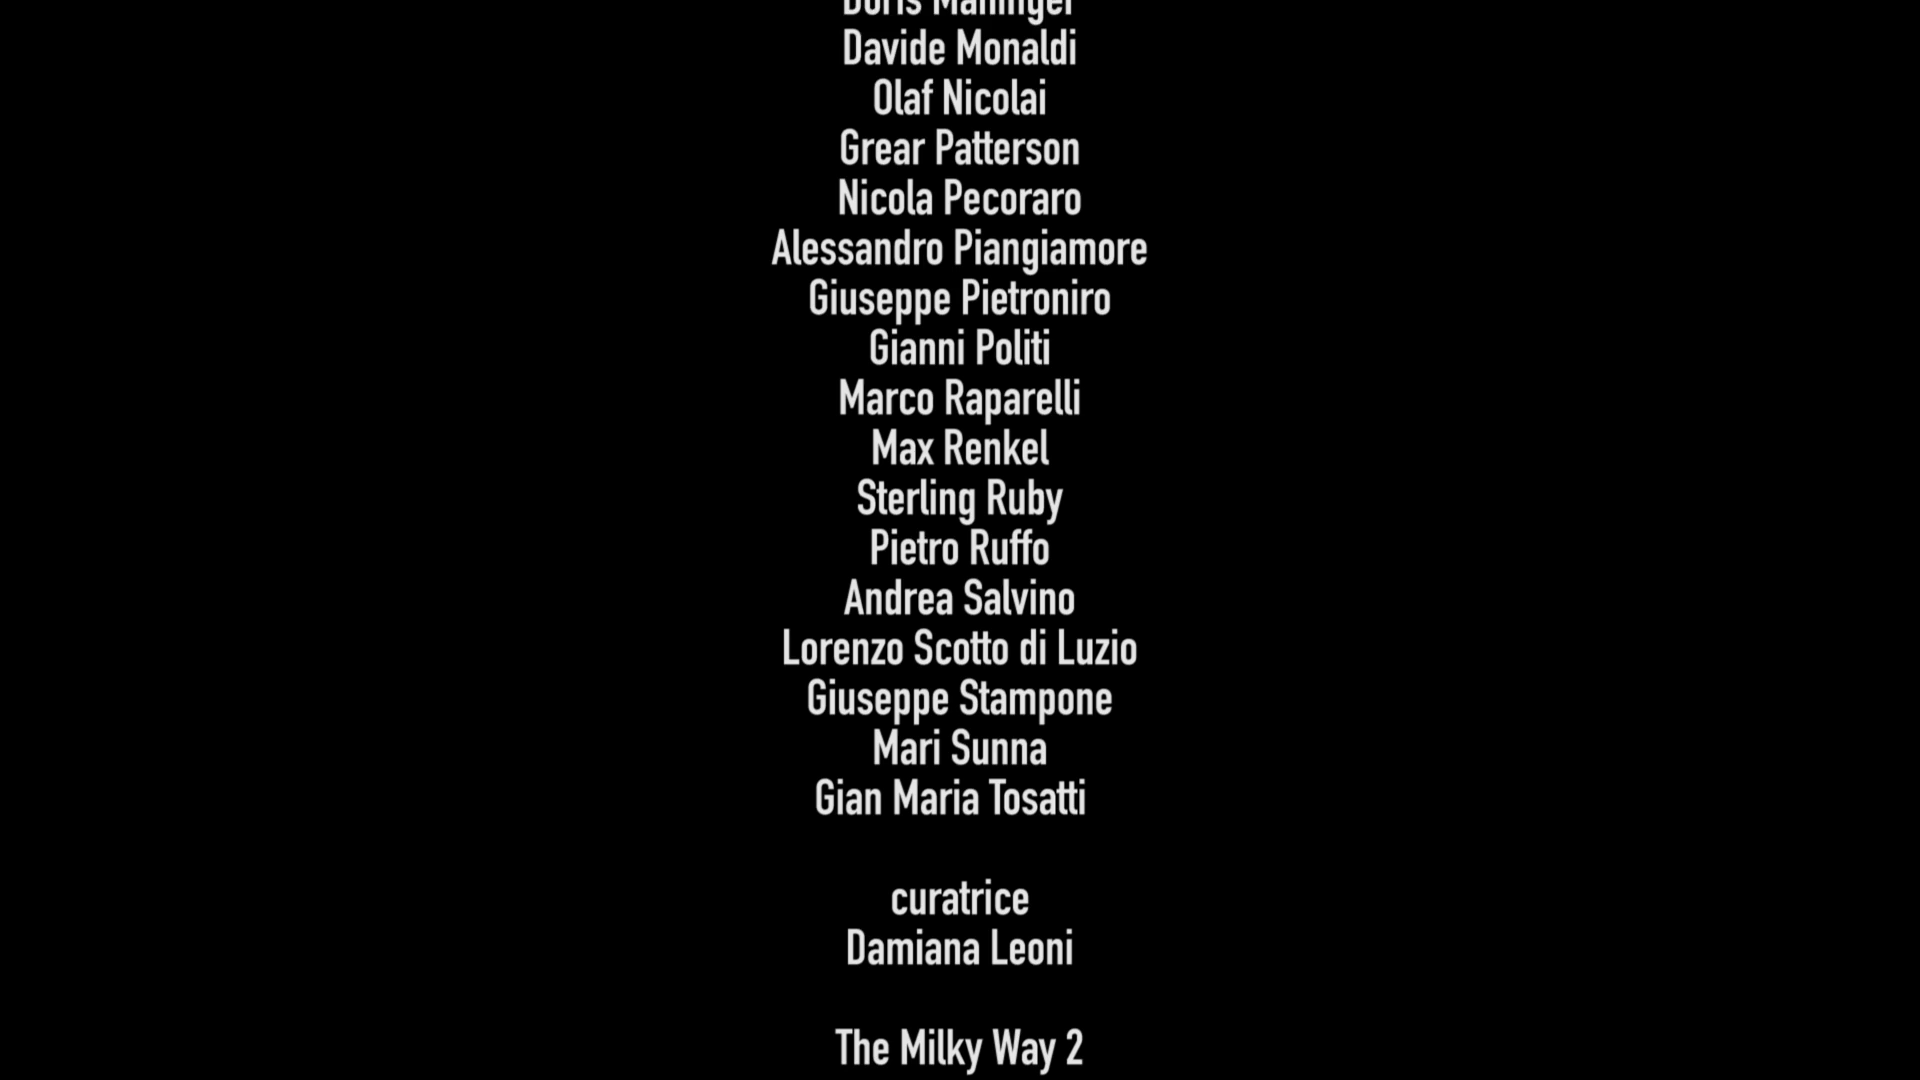 Doris Maninger
Davide Monaldi
Olaf Nicolai
Grear Patterson
Nicola Pecoraro
Alessandro Piangiamore
Giuseppe Pietroniro
Gianni Politi
Marco Raparelli
Max Renkel
Sterling Ruby
Pietro Ruffo
Andrea Salvino
Lorenzo Scotto di Luzio
Giuseppe Stampone
Mari Sunna
Gian Maria Tosatti
curatrice
Damiana Leoni
The Milky Way 2